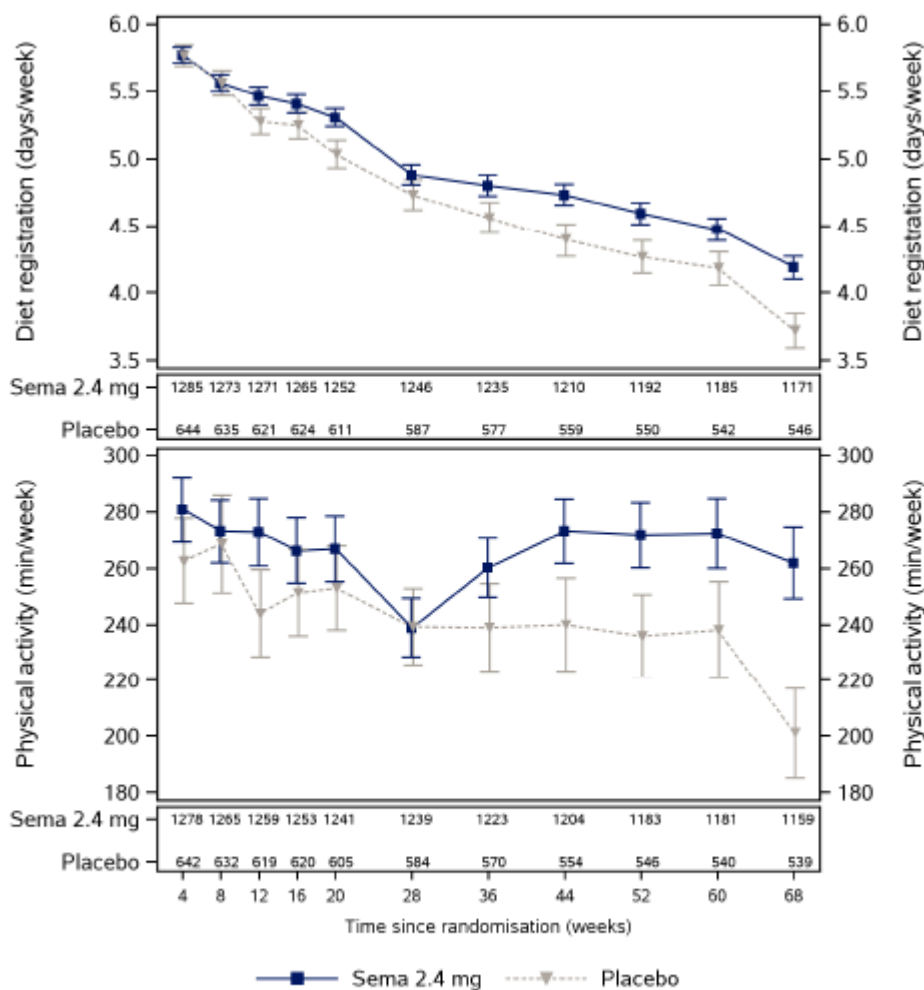 6.0 6.0
5.5 5.5
5.0 5.0
4.5 4.5
4.0 4.0
3.5 3.5
Diet registration (days/week)
Diet registration (days/week)
Sema 2.4 mg 1285 1273 1271 1265 1252 1246 1235 1210 1192 1185 1171
Placebo 644 635 621 624 611 587 577 559 550 542 546
300 300
280 280
260 260
240 240
220 220
200 200
180 180
Physical activity (min/week)
Physical activity (min/week)
Sema 2.4 mg 1278 1265 1259 1253 1241 1239 1223 1204 1183 1181 1159
Placebo 642 632 619 620 605 584 570 554 546 540 539
4 8 12 16 20 28 36 44 52 60 68
Time since randomisation (weeks)
Sema 2.4 mg Placebo